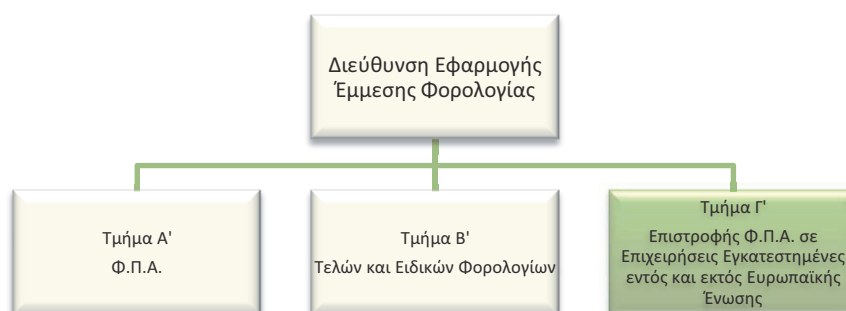 Διεύθυνση Εφαρμογής
Έμμεσης Φορολογίας
Τμήμα Α'
Φ.Π.Α.
Τμήμα Β'
Τελών και Ειδικών Φορολογίων
Τμήμα Γ'
Επιστροφής Φ.Π.Α. σε
Επιχειρήσεις Εγκατεστημένες
εντός και εκτός Ευρωπαϊκής
Ένωσης